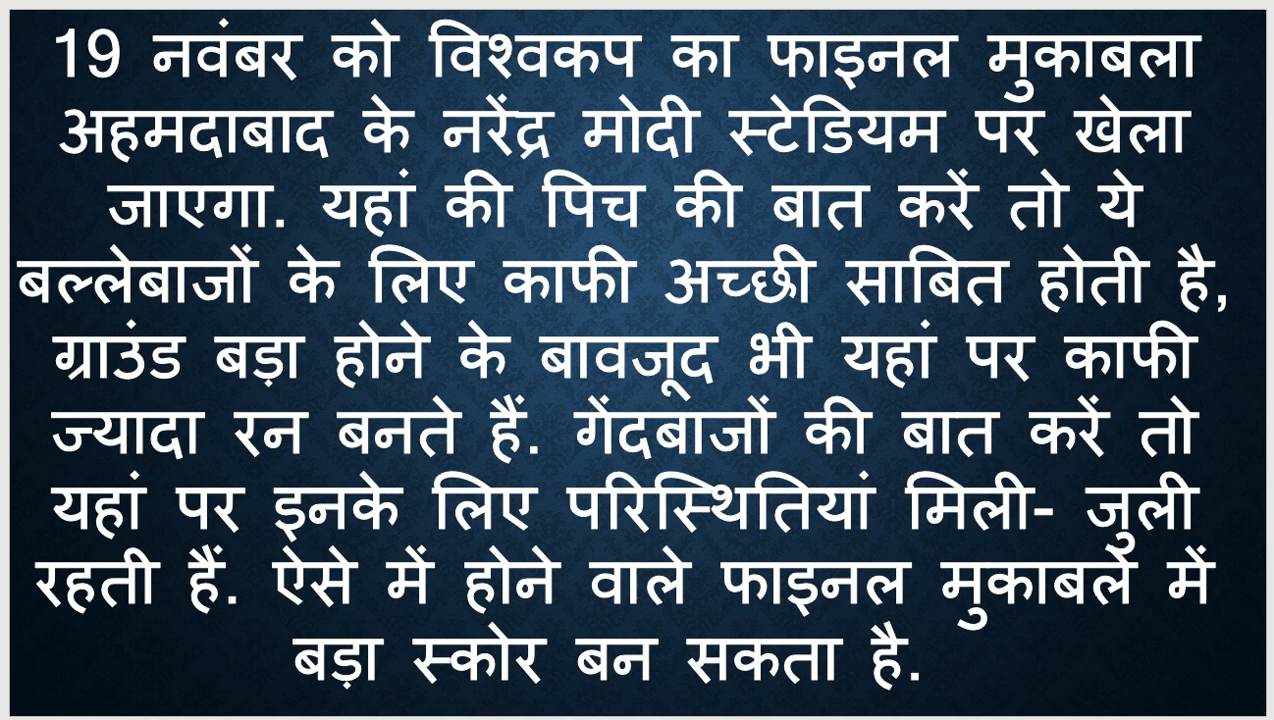 19 नवंबर को विश्वकप का फाइनल मुकाबला
अहमदाबाद के नरेंद्र मोदी स्टेडियम पर खेला
जाएगा. यहां की पिच की बात करें तो ये
बल्लेबाजों के लिए काफी अच्छी साबित होती है,
ग्राउंड बड़ा होने के बावजूद भी यहां पर काफी
ज्यादा रन बनते हैं. गेंदबाजों की बात करें तो
यहां पर इनके लिए परिस्थितियां मिली- जुली
रहती हैं. ऐसे में होने वाले फाइनल मुकाबले में
बड़ा स्कोर बन सकता है.